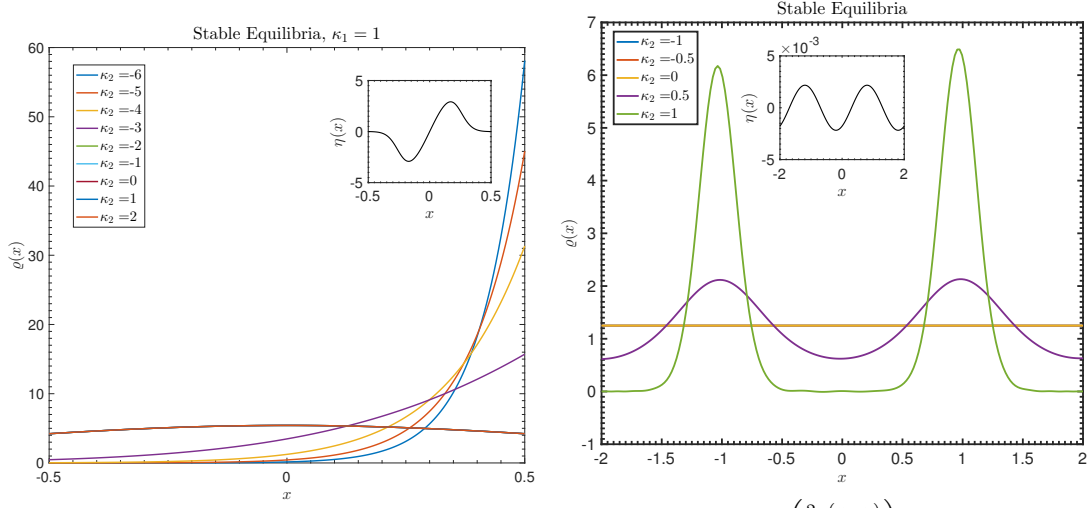 Stable Equilibria, κ₁ = 1
60
50
40
30
20
10
0
ϱ(x)
-0.5
0
0.5
x
κ₂ =-6
κ₂ =-5
κ₂ =-4
κ₂ =-3
κ₂ =-2
κ₂ =-1
κ₂ =0
κ₂ =1
κ₂ =2
5
0
-5
η(x)
-0.5
0
0.5
x
Stable Equilibria
7
6
5
4
3
2
1
0
-1
ϱ(x)
-2
-1.5
-1
-0.5
0
0.5
1
1.5
2
x
κ₂ =-1
κ₂ =-0.5
κ₂ =0
κ₂ =0.5
κ₂ =1
×10⁻³
5
0
-5
η(x)
-2
0
2
x